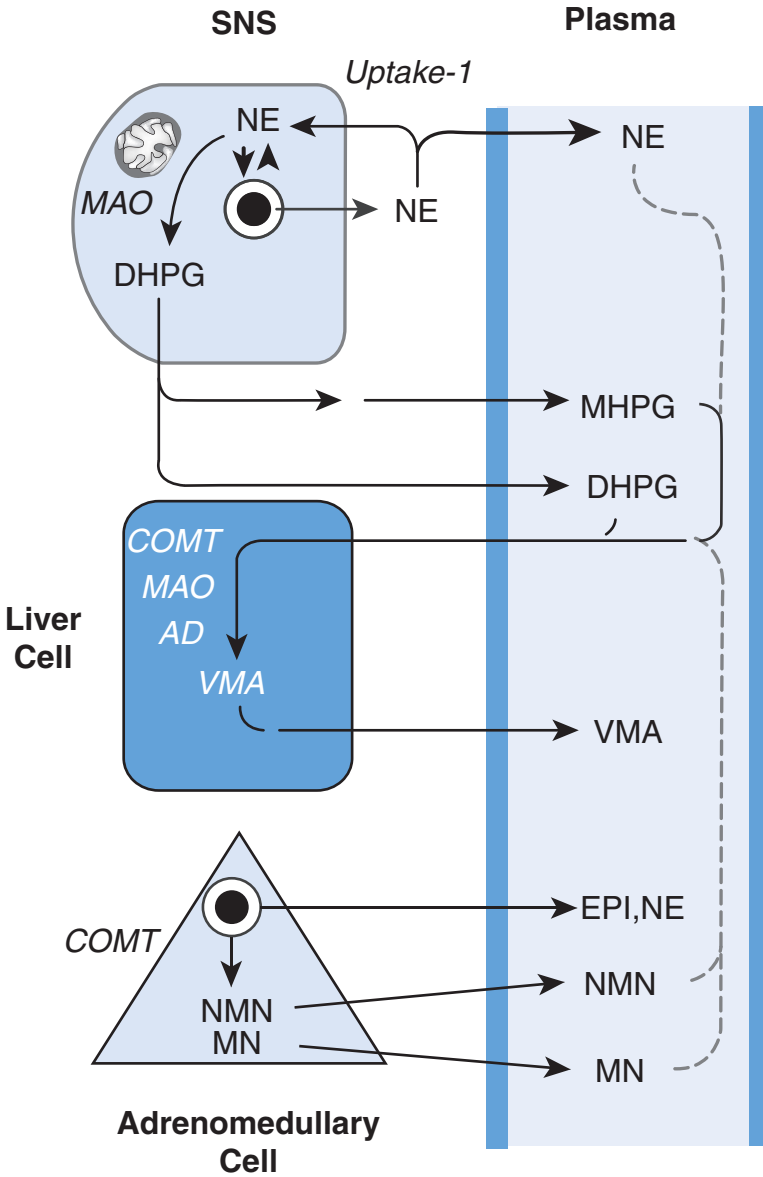 SNS
Plasma
Uptake-1
NE
NE
MAO
NE
DHPG
MHPG
DHPG
COMT
MAO
AD
VMA
Liver
Cell
VMA
EPI,NE
COMT
NMN
NMN
MN
MN
Adrenomedullary
Cell